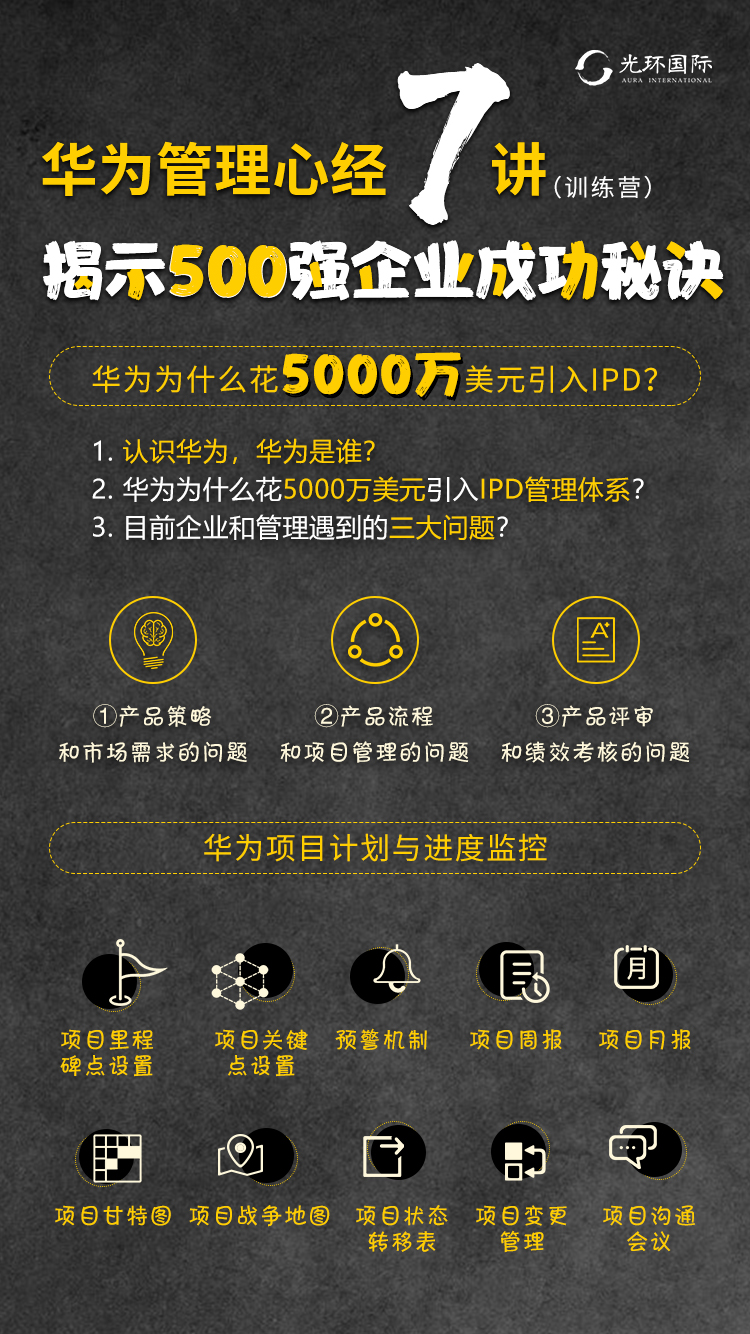 光环国际
AURA INTERNATIONAL
华为管理心经7讲(训练营)
揭示500强企业成功秘诀
华为为什么花5000万美元引入IPD?
1. 认识华为，华为是谁?
2. 华为为什么花5000万美元引入IPD管理体系?
3. 目前企业和管理遇到的三大问题?
A+
①产品策略
和市场需求的问题
②产品流程
和项目管理的问题
③产品评审
和绩效考核的问题
华为项目计划与进度监控
月
项目里程
碑点设置
项目关键
点设置
预警机制
项目周报
项目月报
项目甘特图
项目战争地图
项目状态
转移表
项目变更
管理
项目沟通
会议